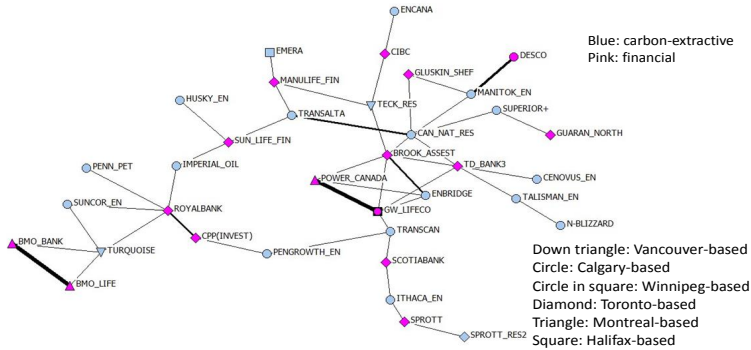 ENCANA
Blue: carbon-extractive
Pink: financial
EMERA
CIBC
DESCO
MANULIFE_FIN
GLUSKIN_SHEF
MANITOK_EN
HUSKY_EN
TECK_RES
SUPERIOR+
TRANSALTA
CAN_NAT_RES
GUARAN_NORTH
SUN_LIFE_FIN
BROOK_ASSEST
PENN_PET
IMPERIAL_OIL
TD_BANK3
POWER_CANADA
CENOVUS_EN
ENBRIDGE
TALISMAN_EN
SUNCOR_EN
ROYALBANK
GW_LIFECO
N-BLIZZARD
TRANSCAN
BMO_BANK
CPP(INVEST)
TURQUOISE
PENGROWTH_EN
SCOTIABANK
BMO_LIFE
ITHACA_EN
SPROTT
SPROTT_RES2
Down triangle: Vancouver-based
Circle: Calgary-based
Circle in square: Winnipeg-based
Diamond: Toronto-based
Triangle: Montreal-based
Square: Halifax-based